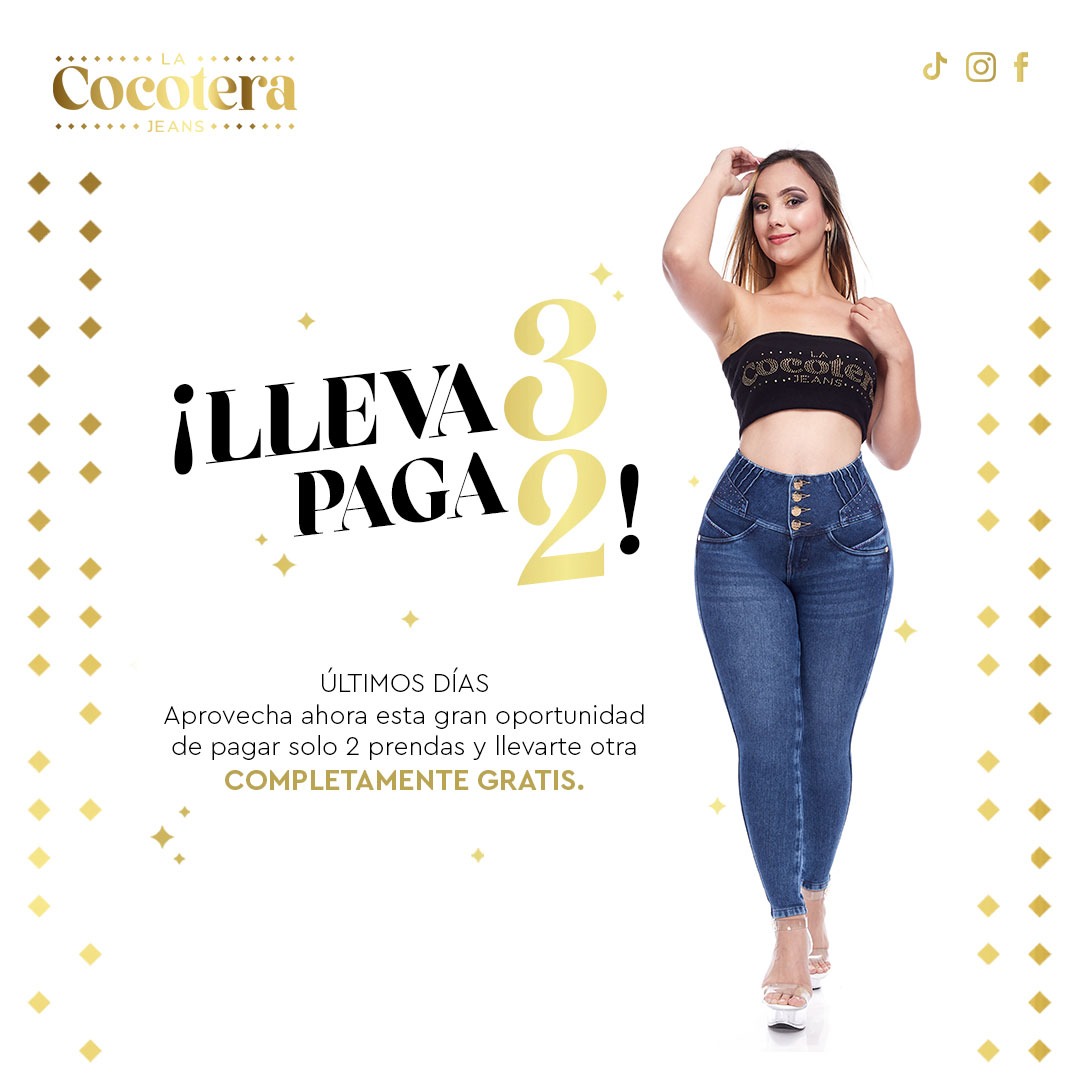 LA
Cocotera
JEANS
¡LLEVA 3
PAGA 2!
ÚLTIMOS DÍAS
Aprovecha ahora esta gran oportunidad
de pagar solo 2 prendas y llevarte otra
COMPLETAMENTE GRATIS.
LA
cocoter
JEANS